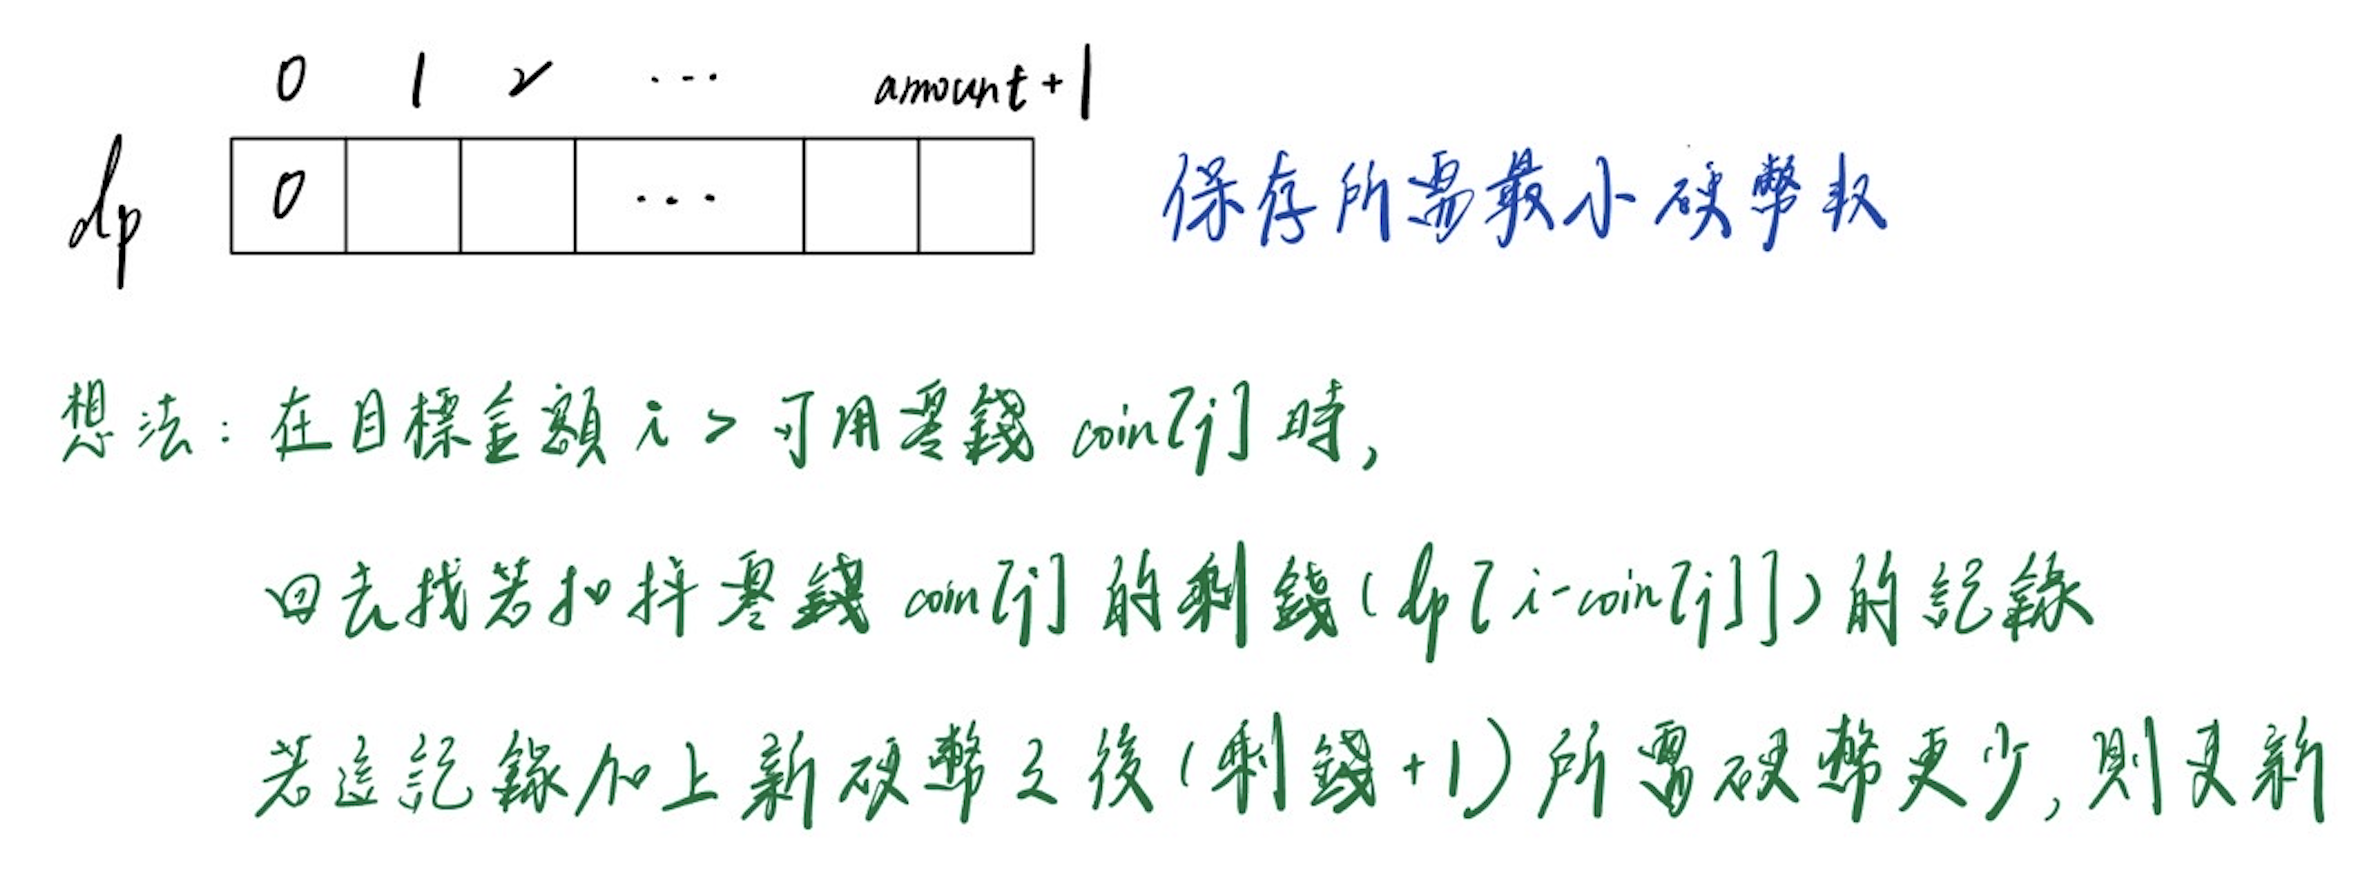 0 1 2 ... amount + 1
dp 0 ... 保存所需最小硬幣數
想法：在目標金額 i > 可用零錢 coin[j] 時，
回去找若扣掉零錢 coin[j] 的剩錢 (dp[i-coin[j]]) 的記錄
若這記錄加上新硬幣之後 (剩錢+1) 所需硬幣更少, 則更新